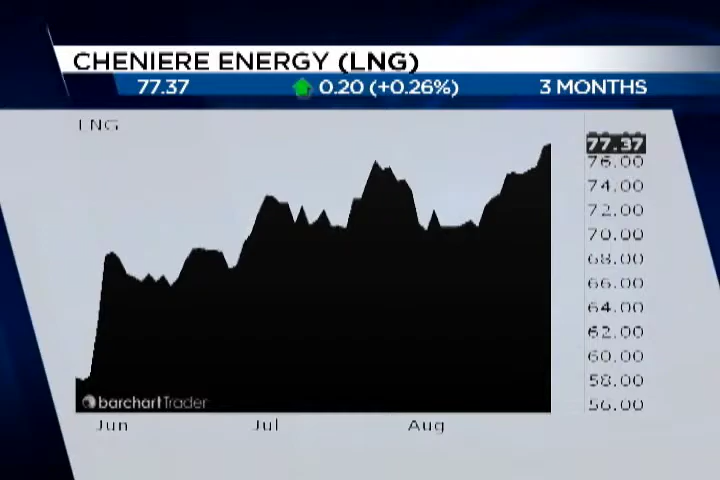 CHENIERE ENERGY (LNG)
77.37 0.20 (+0.26%) 3 MONTHS
LNG
77.37
76.00
74.00
72.00
70.00
68.00
66.00
64.00
62.00
60.00
58.00
56.00
barchartTrader
Jun Jul Aug